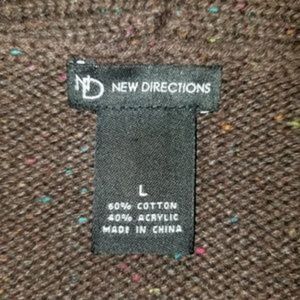 ND NEW DIRECTIONS
L
60% COTTON
40% ACRYLIC
MADE IN CHINA